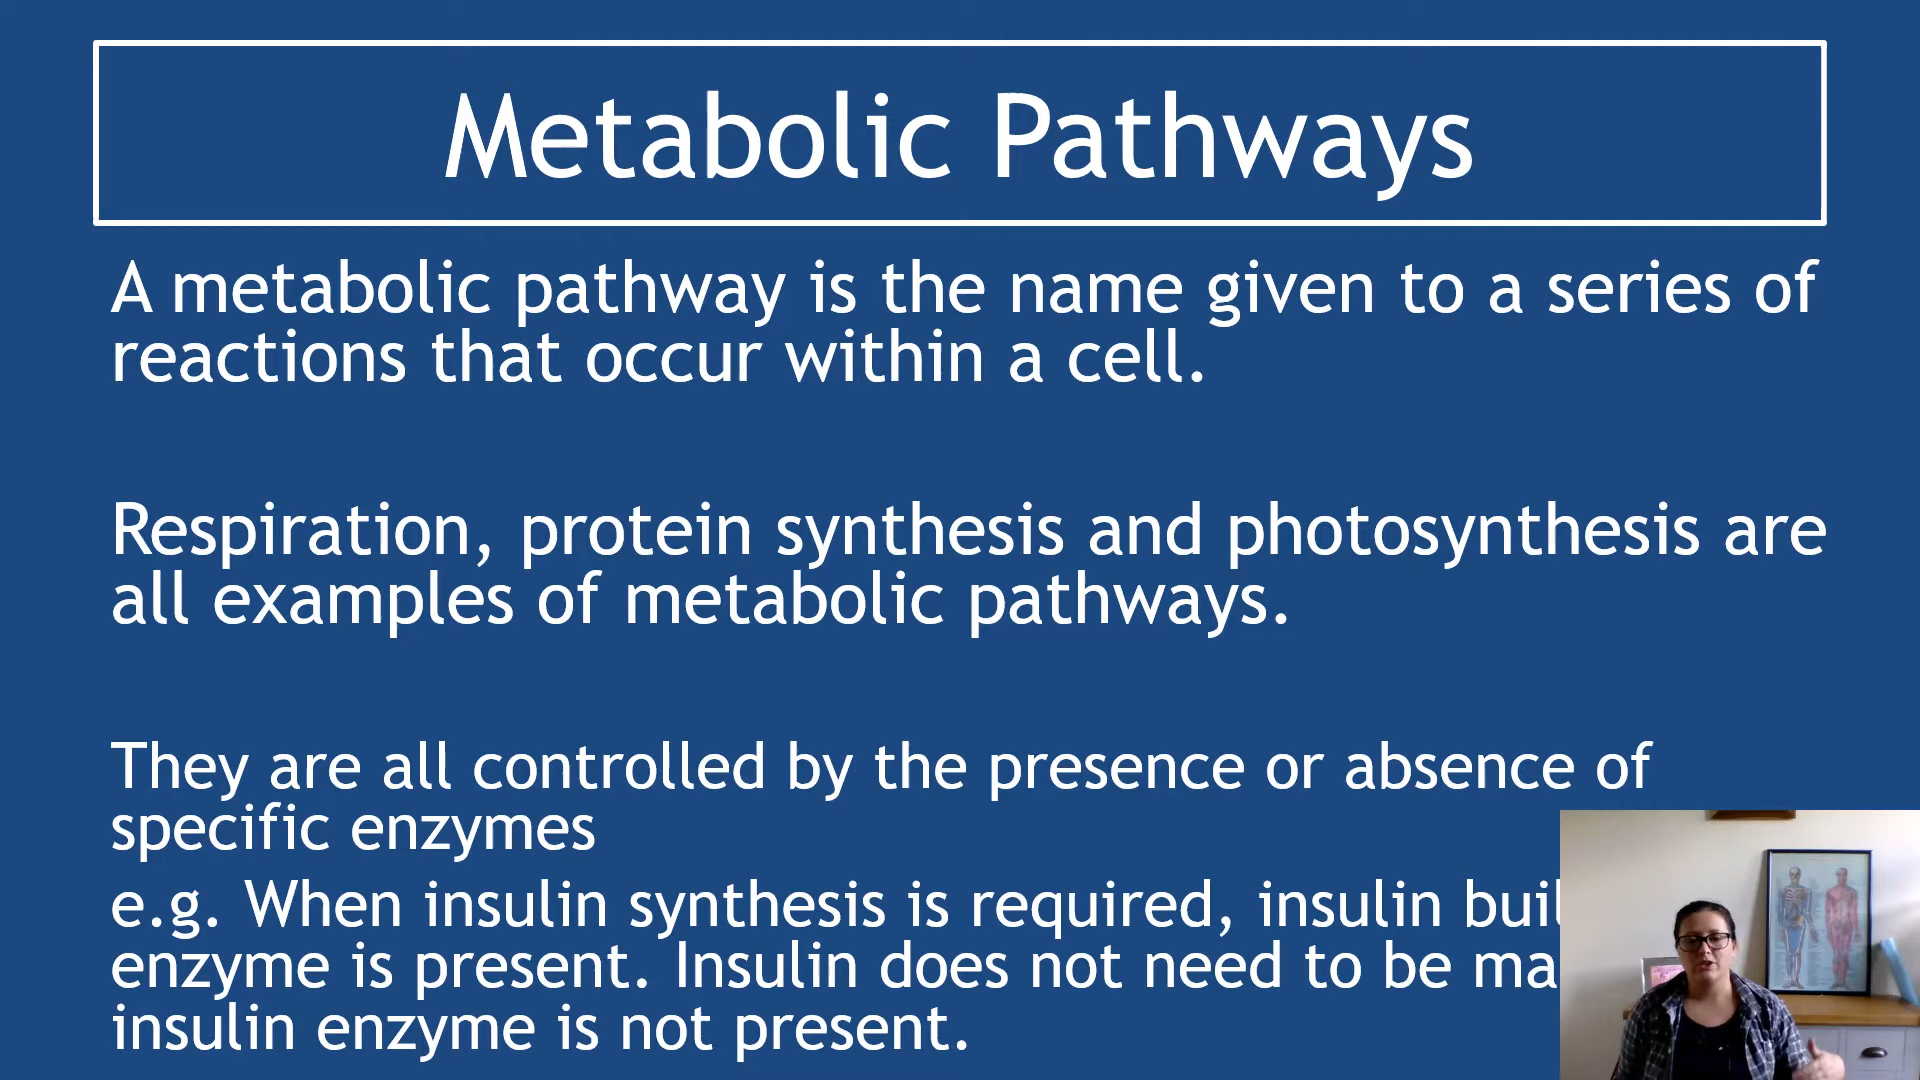 Metabolic Pathways
A metabolic pathway is the name given to a series of
reactions that occur within a cell.
Respiration, protein synthesis and photosynthesis are
all examples of metabolic pathways.
They are all controlled by the presence or absence of
specific enzymes
e.g. When insulin synthesis is required, insulin
enzyme is present. Insulin does not need to be
insulin enzyme is not present.